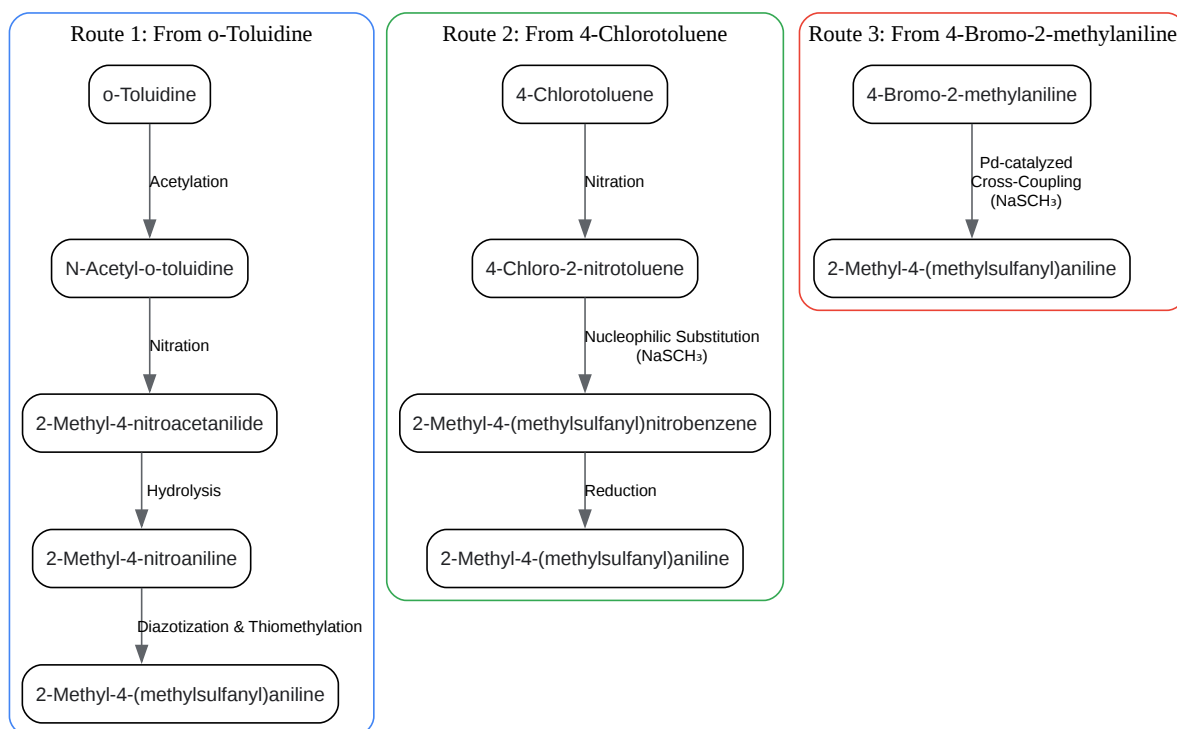 Route 1: From o-Toluidine
o-Toluidine
Acetylation
N-Acetyl-o-toluidine
Nitration
2-Methyl-4-nitroacetanilide
Hydrolysis
2-Methyl-4-nitroaniline
Diazotization & Thiomethylation
2-Methyl-4-(methylsulfanyl)aniline
Route 2: From 4-Chlorotoluene
4-Chlorotoluene
Nitration
4-Chloro-2-nitrotoluene
Nucleophilic Substitution
(NaSCH₃)
2-Methyl-4-(methylsulfanyl)nitrobenzene
Reduction
2-Methyl-4-(methylsulfanyl)aniline
Route 3: From 4-Bromo-2-methylaniline
4-Bromo-2-methylaniline
Pd-catalyzed
Cross-Coupling
(NaSCH₃)
2-Methyl-4-(methylsulfanyl)aniline